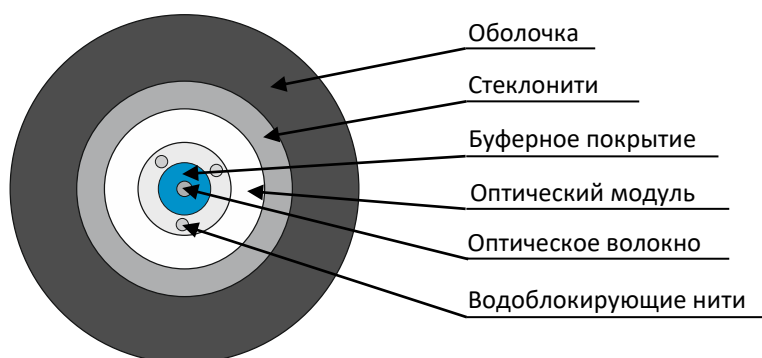 Оболочка
Стеклонити
Буферное покрытие
Оптический модуль
Оптическое волокно
Водоблокирующие нити